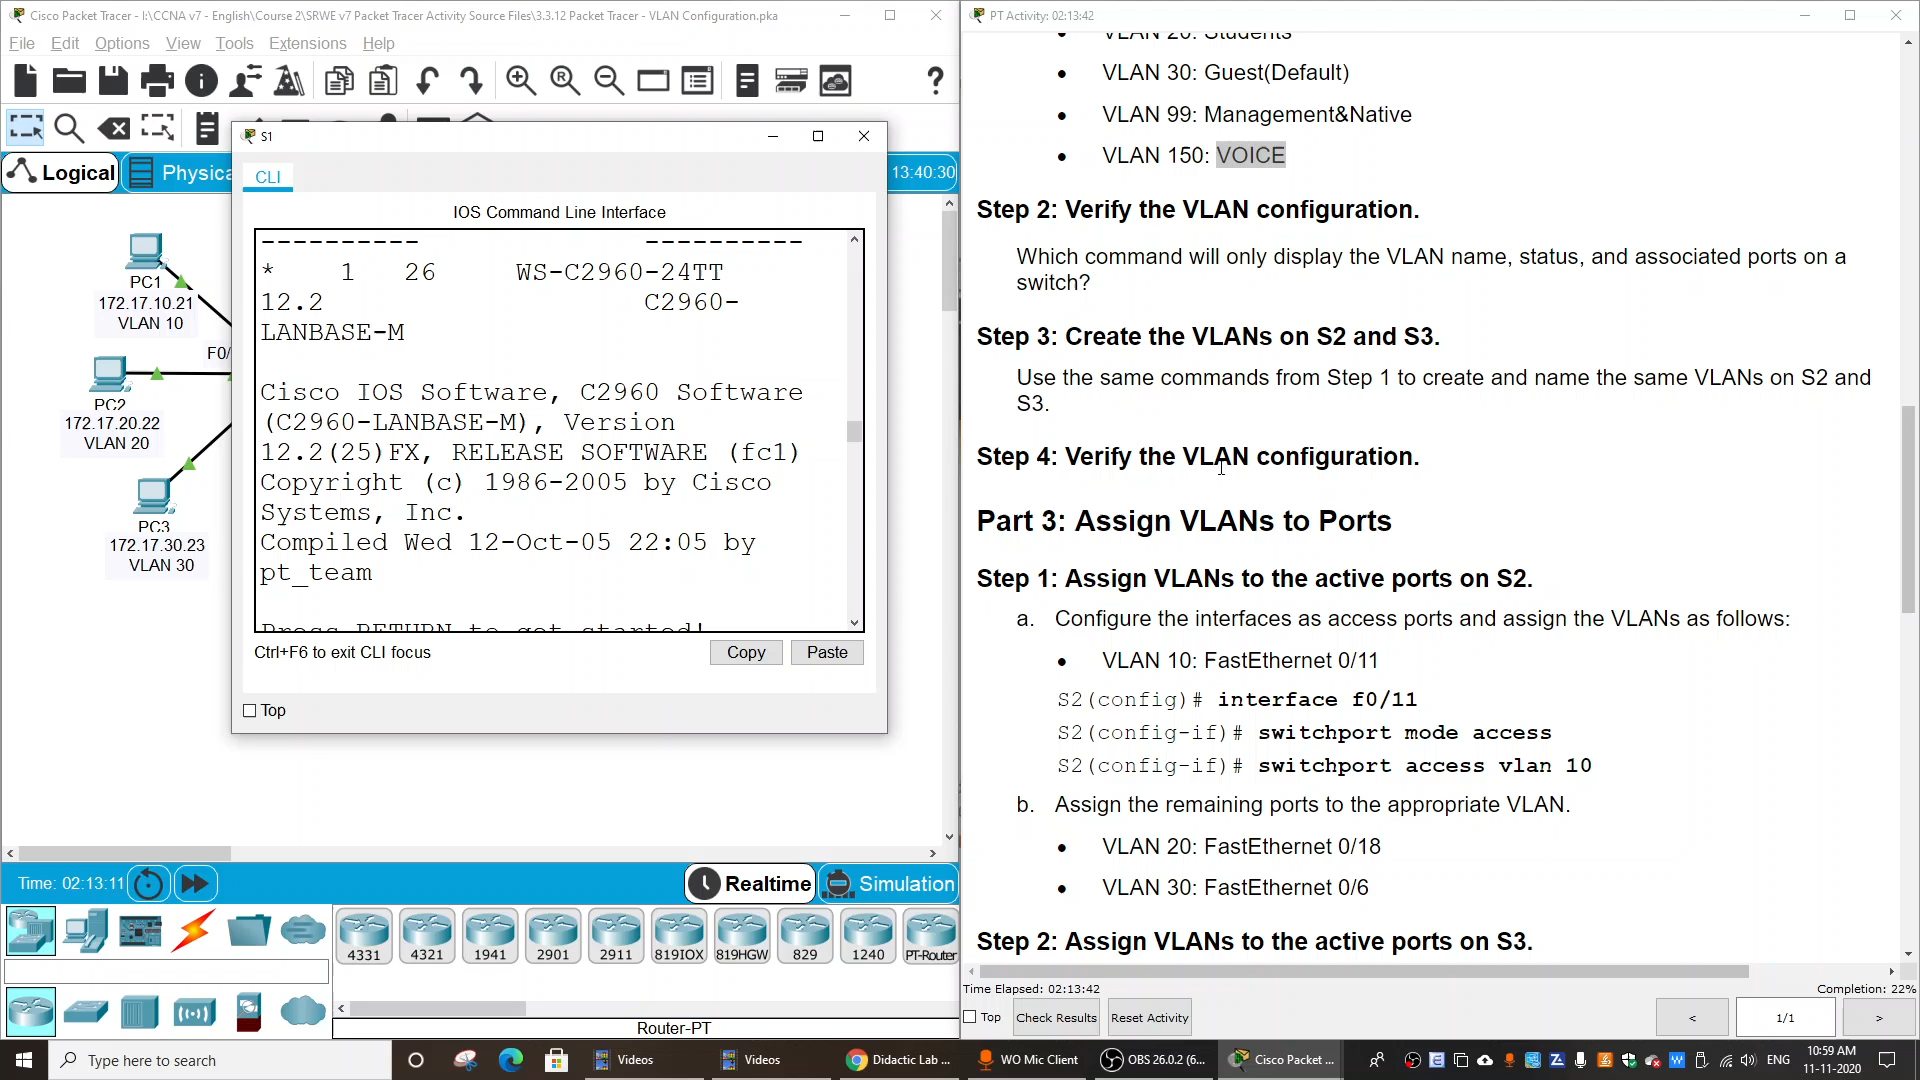 Cisco Packet Tracer - I:\CCNA v7 - English\Course 2\SRWE v7 Packet Tracer Activity Source Files\3.3.12 Packet Tracer - VLAN Configuration.pka
File Edit Options View Tools Extensions Help
Logical
Physica
13:40:30
PC1
172.17.10.21
VLAN 10
F0/
PC2
172.17.20.22
VLAN 20
PC3
172.17.30.23
VLAN 30
S1
CLI
IOS Command Line Interface
---------- ----------
* 1 26 WS-C2960-24TT
12.2 C2960-
LANBASE-M
Cisco IOS Software, C2960 Software
(C2960-LANBASE-M), Version
12.2(25)FX, RELEASE SOFTWARE (fc1)
Copyright (c) 1986-2005 by Cisco
Systems, Inc.
Compiled Wed 12-Oct-05 22:05 by
pt_team
Press RETURN to get started!
Ctrl+F6 to exit CLI focus
Copy
Paste
Top
Time: 02:13:11
Realtime
Simulation
4331 4321 1941 2901 2911 819IOX 819HGW 829 1240 PT-Router
Router-PT
PT Activity: 02:13:42
• VLAN 20: Students
• VLAN 30: Guest(Default)
• VLAN 99: Management&Native
• VLAN 150: VOICE
Step 2: Verify the VLAN configuration.
Which command will only display the VLAN name, status, and associated ports on a
switch?
Step 3: Create the VLANs on S2 and S3.
Use the same commands from Step 1 to create and name the same VLANs on S2 and
S3.
Step 4: Verify the VLAN configuration.
Part 3: Assign VLANs to Ports
Step 1: Assign VLANs to the active ports on S2.
a. Configure the interfaces as access ports and assign the VLANs as follows:
• VLAN 10: FastEthernet 0/11
S2(config)# interface f0/11
S2(config-if)# switchport mode access
S2(config-if)# switchport access vlan 10
b. Assign the remaining ports to the appropriate VLAN.
• VLAN 20: FastEthernet 0/18
• VLAN 30: FastEthernet 0/6
Step 2: Assign VLANs to the active ports on S3.
Time Elapsed: 02:13:42
Completion: 22%
Top
Check Results
Reset Activity
<
1/1
>
Type here to search
Videos
Videos
Didactic Lab ...
WO Mic Client
OBS 26.0.2 (6...
Cisco Packet ...
ENG
10:59 AM
11-11-2020